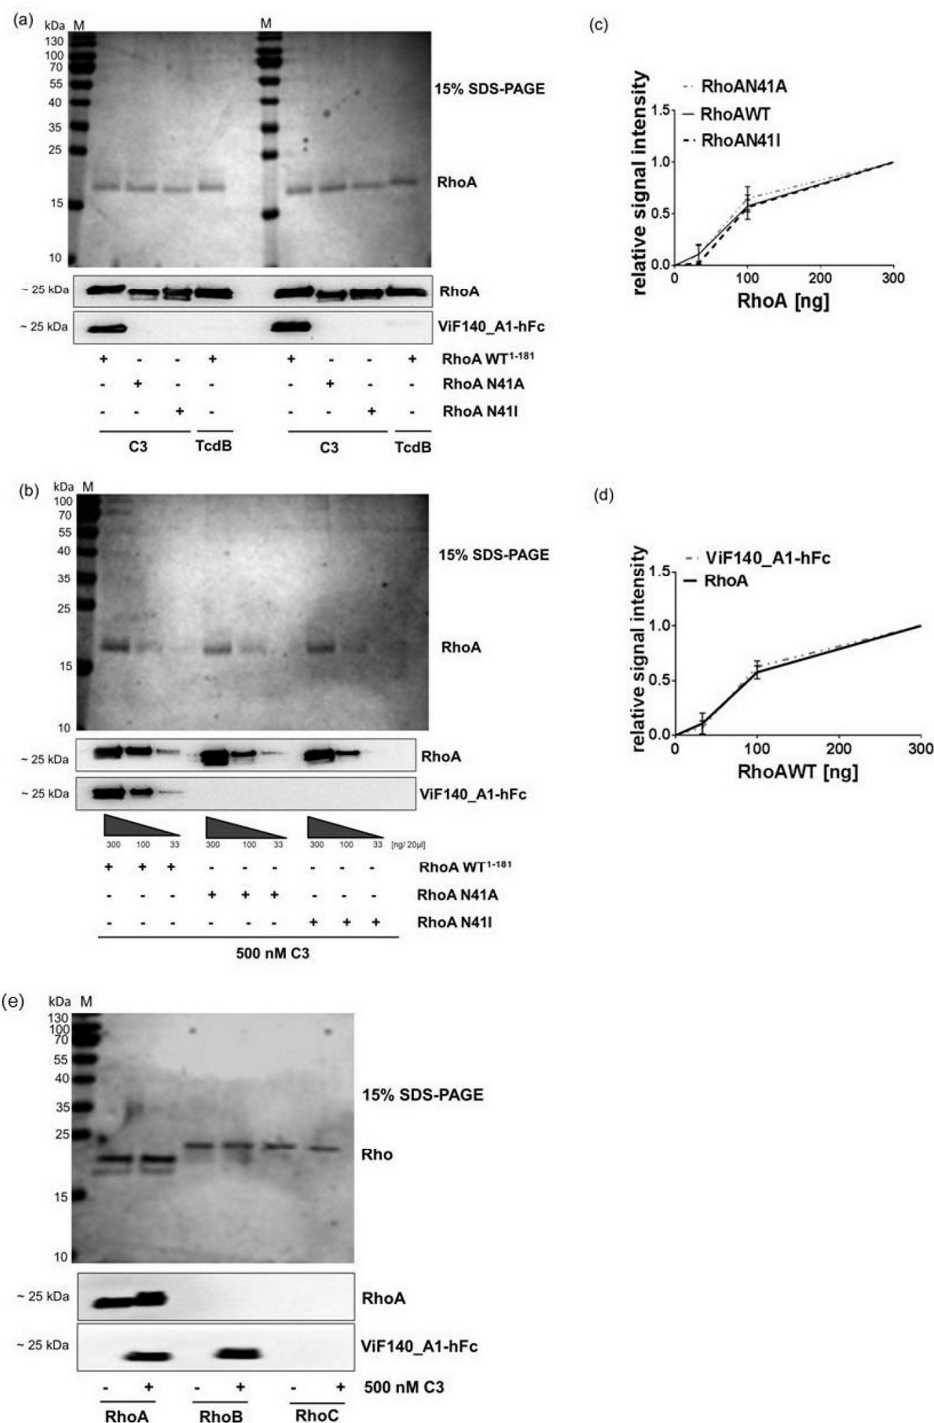 (a)
kDa M M
130
100
70
55
40
35
25
15
10
15% SDS-PAGE
RhoA
~ 25 kDa RhoA
~ 25 kDa ViF140_A1-hFc
+ - - + + - - + RhoA WT1-181
- + - - - + - - RhoA N41A
- - + - - - + - RhoA N41I
C3 TcdB C3 TcdB
(b)
kDa M
100
70
55
40
35
25
15
10
15% SDS-PAGE
RhoA
~ 25 kDa RhoA
~ 25 kDa ViF140_A1-hFc
300 100 33 300 100 33 300 100 33 [ng/ 20µl]
+ + + - - - - - - RhoA WT1-181
- - - + + + - - - RhoA N41A
- - - - - - + + + RhoA N41I
500 nM C3
(c)
RhoAN41A
RhoAWT
RhoAN41I
relative signal intensity
1.5
1.0
0.5
0.0
0 100 200 300
RhoA [ng]
(d)
ViF140_A1-hFc
RhoA
relative signal intensity
1.5
1.0
0.5
0.0
0 100 200 300
RhoAWT [ng]
(e)
kDa M
130
100
70
55
40
35
25
15
10
15% SDS-PAGE
Rho
~ 25 kDa RhoA
~ 25 kDa ViF140_A1-hFc
- + - + - + 500 nM C3
RhoA RhoB RhoC